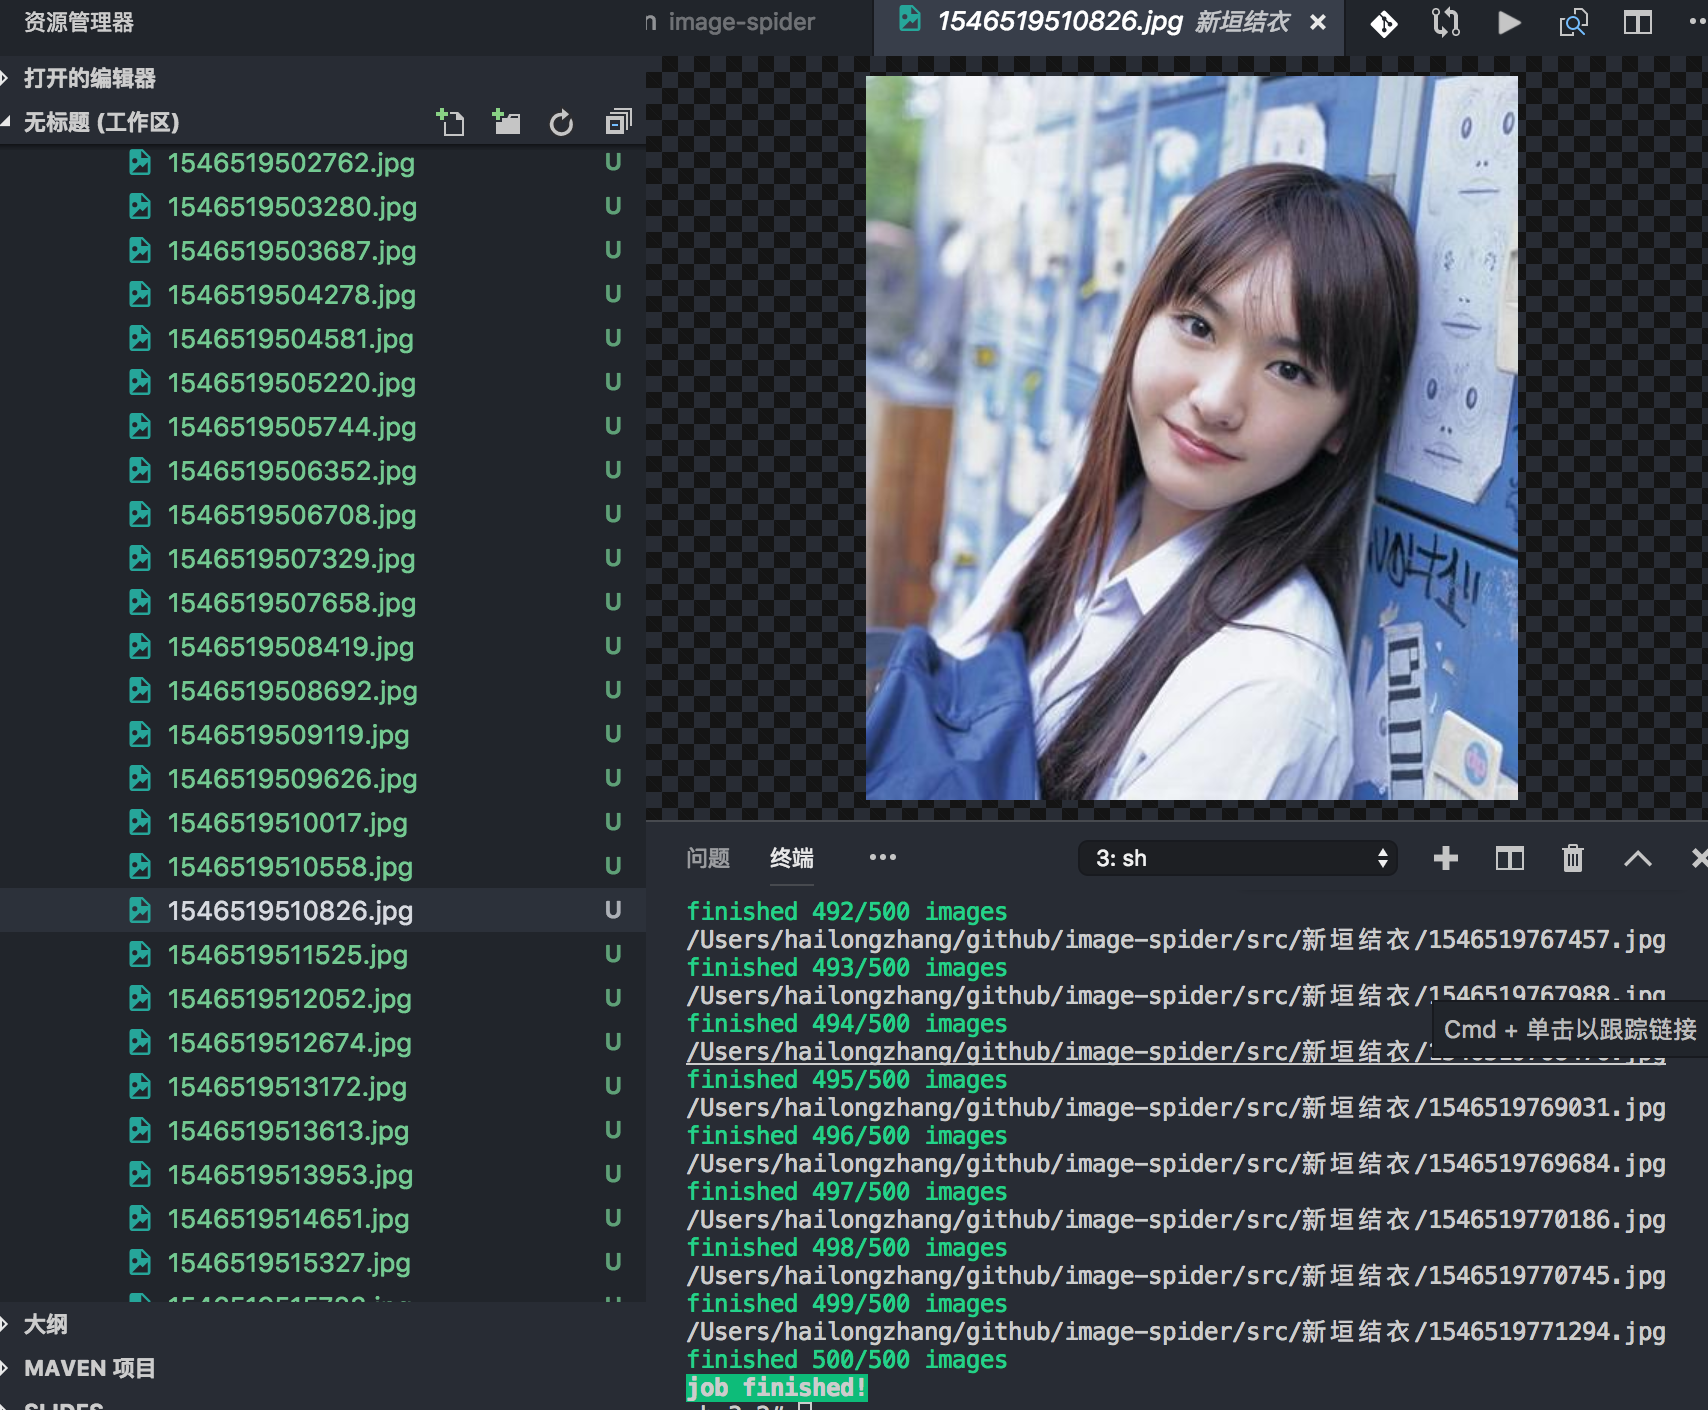 资源管理器
image-spider
1546519510826.jpg 新垣结衣
打开的编辑器
无标题 (工作区)
1546519502762.jpg U
1546519503280.jpg U
1546519503687.jpg U
1546519504278.jpg U
1546519504581.jpg U
1546519505220.jpg U
1546519505744.jpg U
1546519506352.jpg U
1546519506708.jpg U
1546519507329.jpg U
1546519507658.jpg U
1546519508419.jpg U
1546519508692.jpg U
1546519509119.jpg U
1546519509626.jpg U
1546519510017.jpg U
1546519510558.jpg U
1546519510826.jpg U
1546519511525.jpg U
1546519512052.jpg U
1546519512674.jpg U
1546519513172.jpg U
1546519513613.jpg U
1546519513953.jpg U
1546519514651.jpg U
1546519515327.jpg U
大纲
MAVEN 项目
SLIDES
问题 终端 ••• 3: sh
finished 492/500 images
/Users/hailongzhang/github/image-spider/src/新垣结衣/1546519767457.jpg
finished 493/500 images
/Users/hailongzhang/github/image-spider/src/新垣结衣/1546519767988.jpg
finished 494/500 images
/Users/hailongzhang/github/image-spider/src/新垣结衣/
Cmd + 单击以跟踪链接
finished 495/500 images
/Users/hailongzhang/github/image-spider/src/新垣结衣/1546519769031.jpg
finished 496/500 images
/Users/hailongzhang/github/image-spider/src/新垣结衣/1546519769684.jpg
finished 497/500 images
/Users/hailongzhang/github/image-spider/src/新垣结衣/1546519770186.jpg
finished 498/500 images
/Users/hailongzhang/github/image-spider/src/新垣结衣/1546519770745.jpg
finished 499/500 images
/Users/hailongzhang/github/image-spider/src/新垣结衣/1546519771294.jpg
finished 500/500 images
job finished!